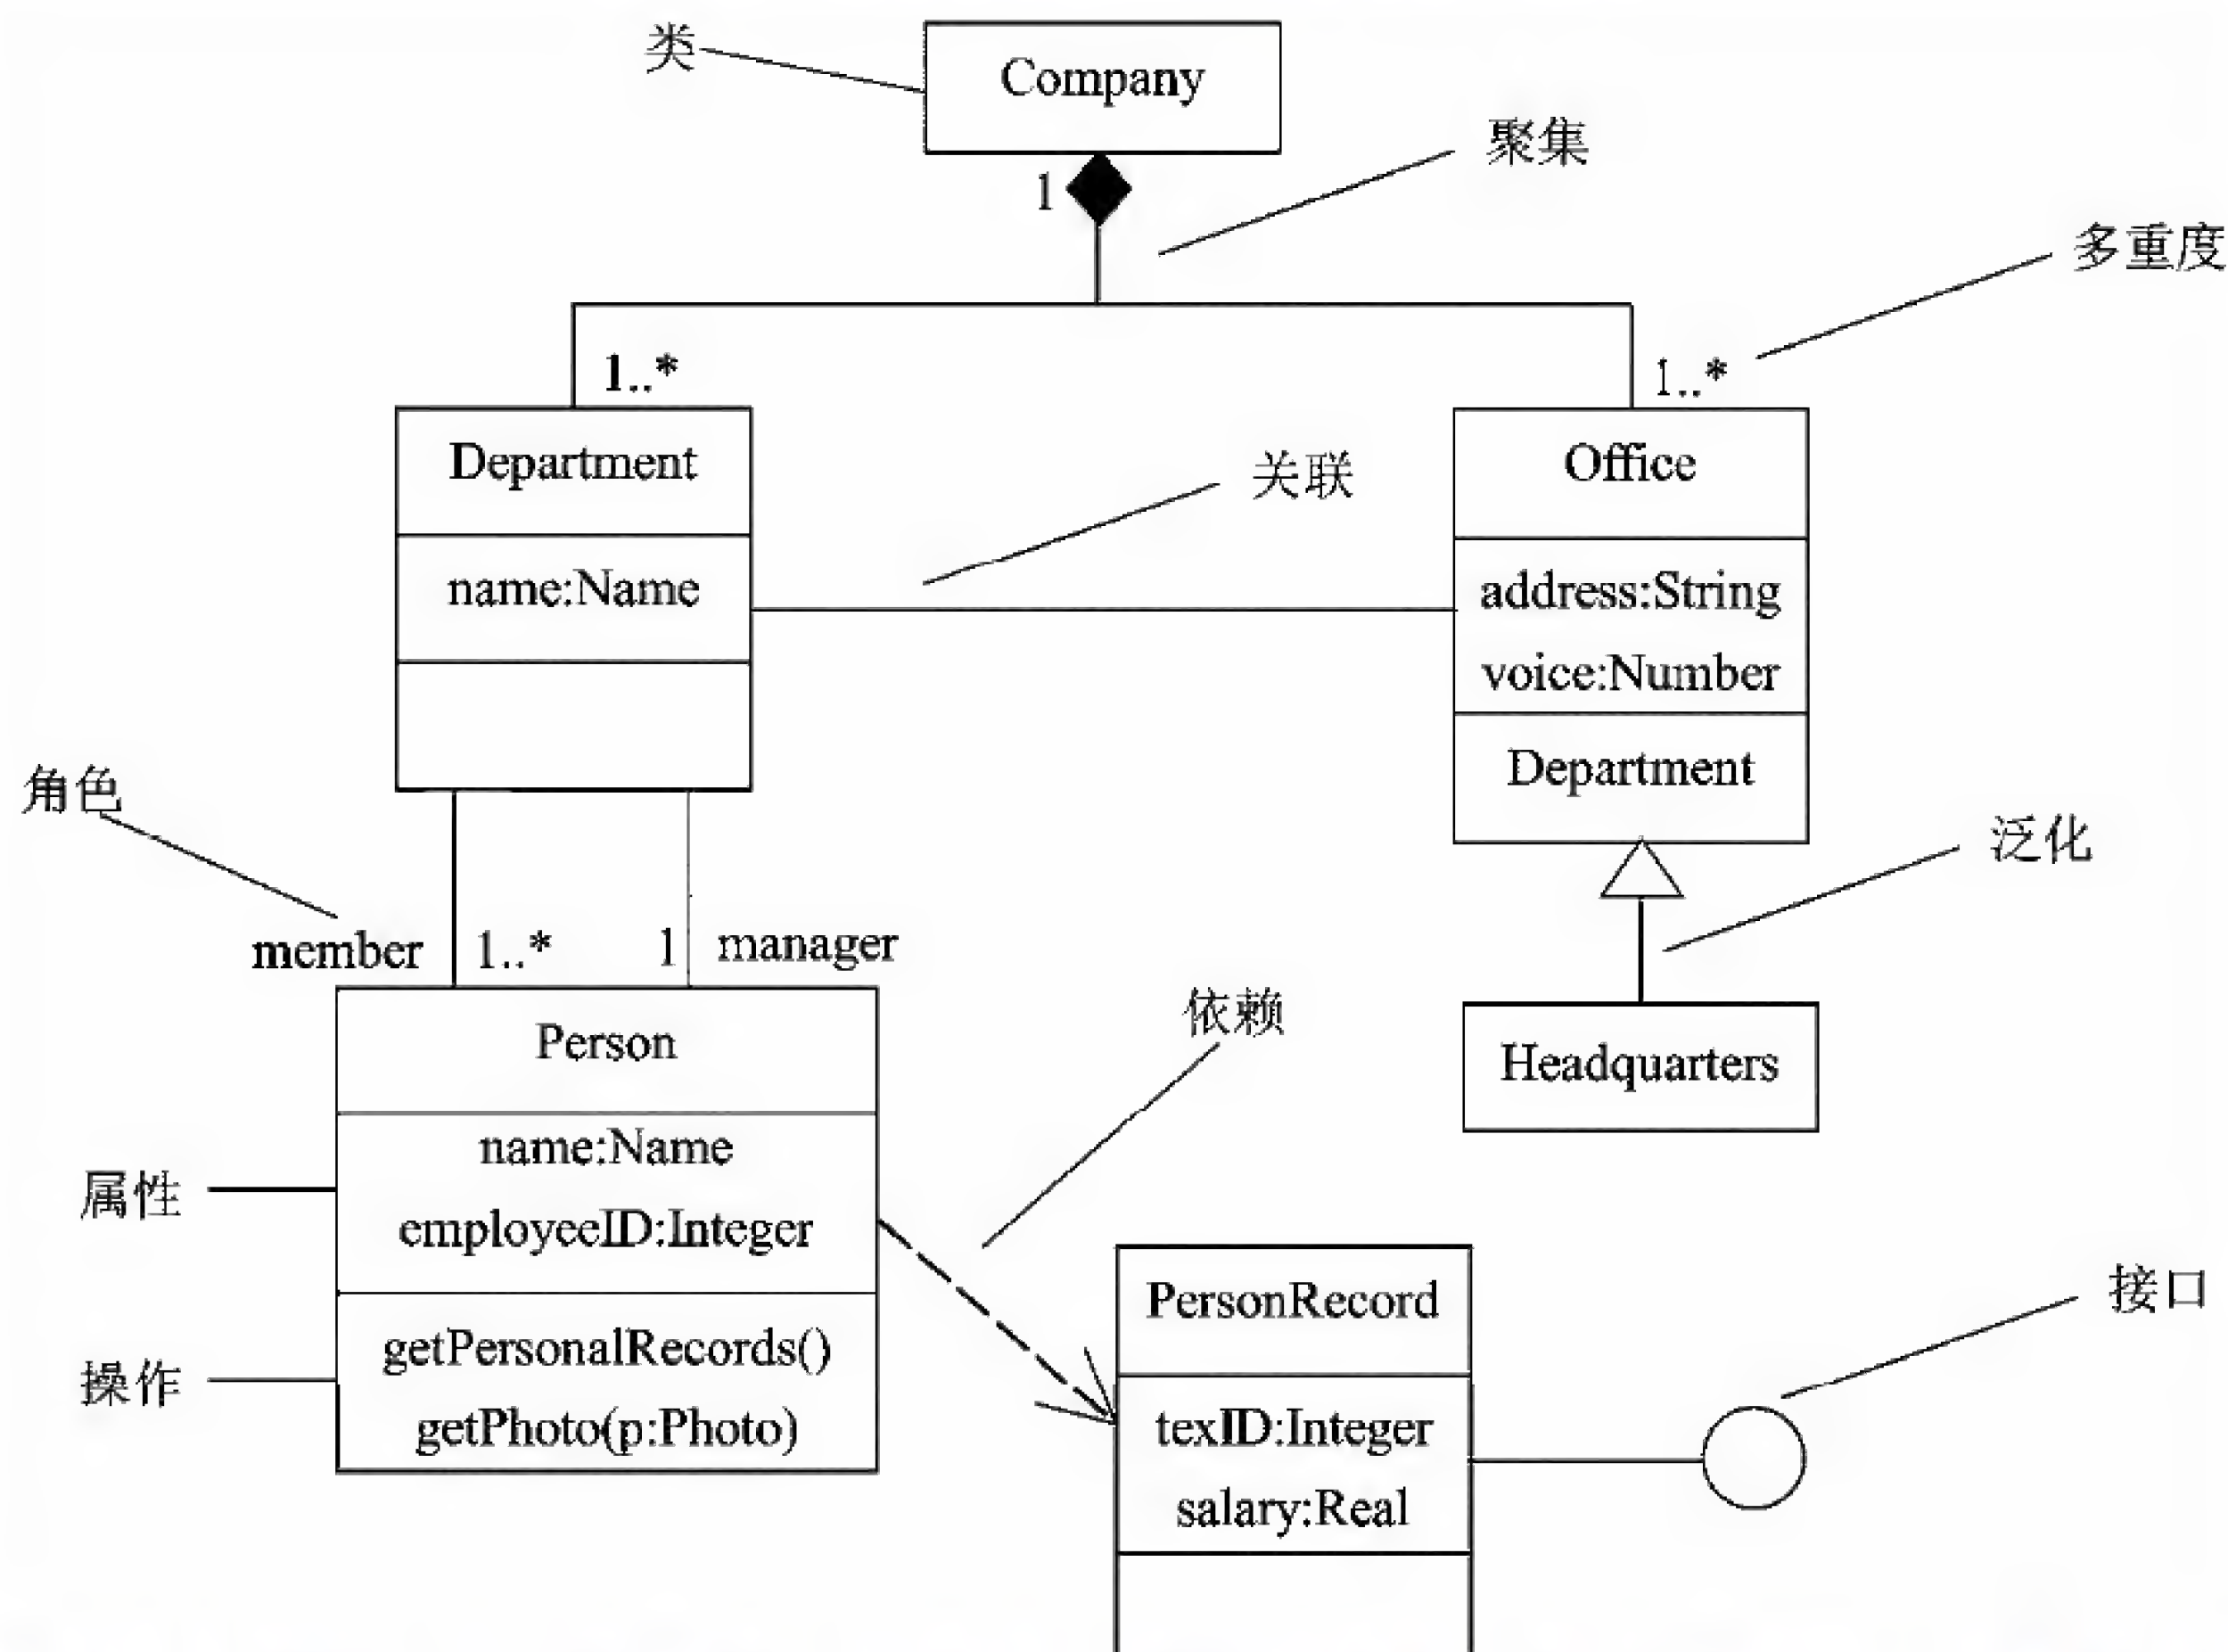 类
Company
聚集
1
多重度
1..*
1..*
Department
Office
关联
name:Name
address:String
voice:Number
Department
角色
泛化
member
1..*
1
manager
依赖
Person
Headquarters
name:Name
属性
employeeID:Integer
接口
PersonRecord
getPersonalRecords()
操作
getPhoto(p:Photo)
texID:Integer
salary:Real